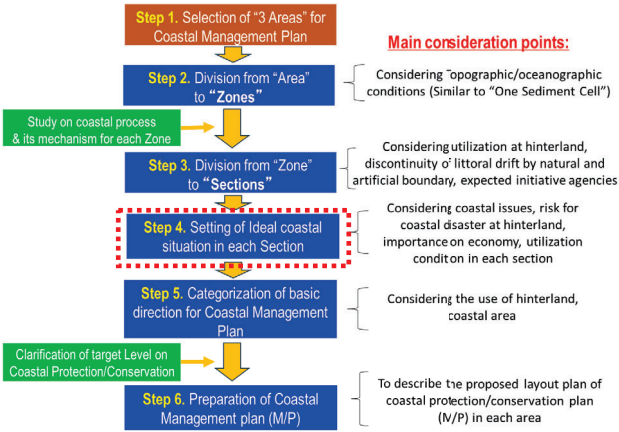 Step 1. Selection of “3 Areas” for
Coastal Management Plan
Main consideration points:
Step 2. Division from “Area”
to “Zones”
Considering Topographic/oceanographic
conditions (Similar to “One Sediment Cell”)
Study on coastal process
& its mechanism for each Zone
Step 3. Division from “Zone”
to “Sections”
Considering utilization at hinterland,
discontinuity of littoral drift by natural and
artificial boundary, expected initiative agencies
Step 4. Setting of Ideal coastal
situation in each Section
Considering coastal issues, risk for
coastal disaster at hinterland,
importance on economy, utilization
conditon in each section
Step 5. Categorization of basic
direction for Coastal Management
Plan
Considering the use of hinterland,
coastal area
Clarification of target Level on
Coastal Protection/Conservation
Step 6. Preparation of Coastal
Management plan (M/P)
To describe the proposed layout plan of
coastal protection/conservation plan
(M/P) in each area